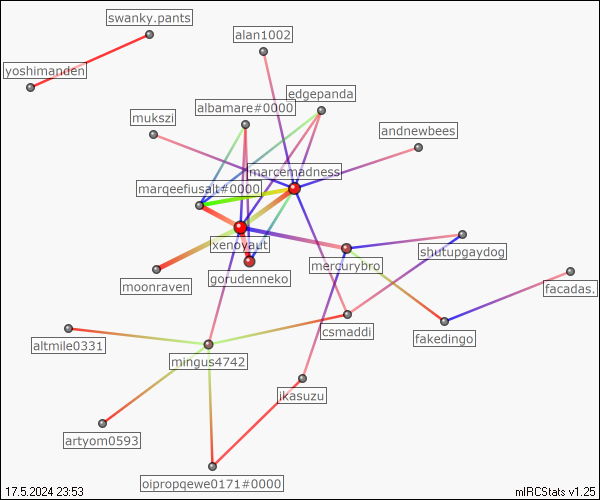 swanky.pants
alan1002
yoshimanden
edgepanda
albamare#0000
mukszi
andnewbees
marcemadness
marqeefiusalt#0000
xenovaut
shutupgaydog
mercurybro
gorudenneko
moonraven
facadas.
csmaddi
fakedingo
altmile0331
mingus4742
ikasuzu
artyom0593
oipropqewe0171#0000
17.5.2024 23:53
mIRCStats v1.25